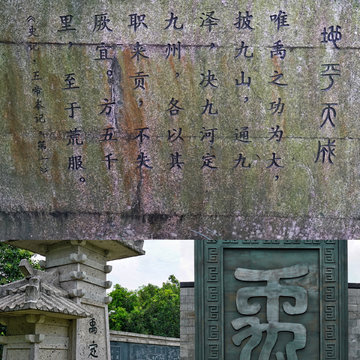 地平天成
唯禹之功为大，
披九山，通九
泽，决九河定
九州，各以其
职来贡，不失
厥宜。方五千
里，至于荒服。
《史记·五帝本纪·第一》
禹定